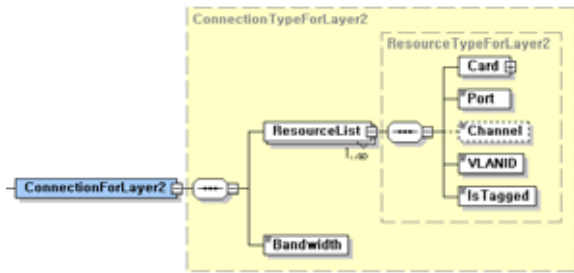 ConnectionTypeForLayer2
ResourceTypeForLayer2
Card
Port
ResourceList
Channel
1..∞
VLANID
ConnectionForLayer2
IsTagged
Bandwidth